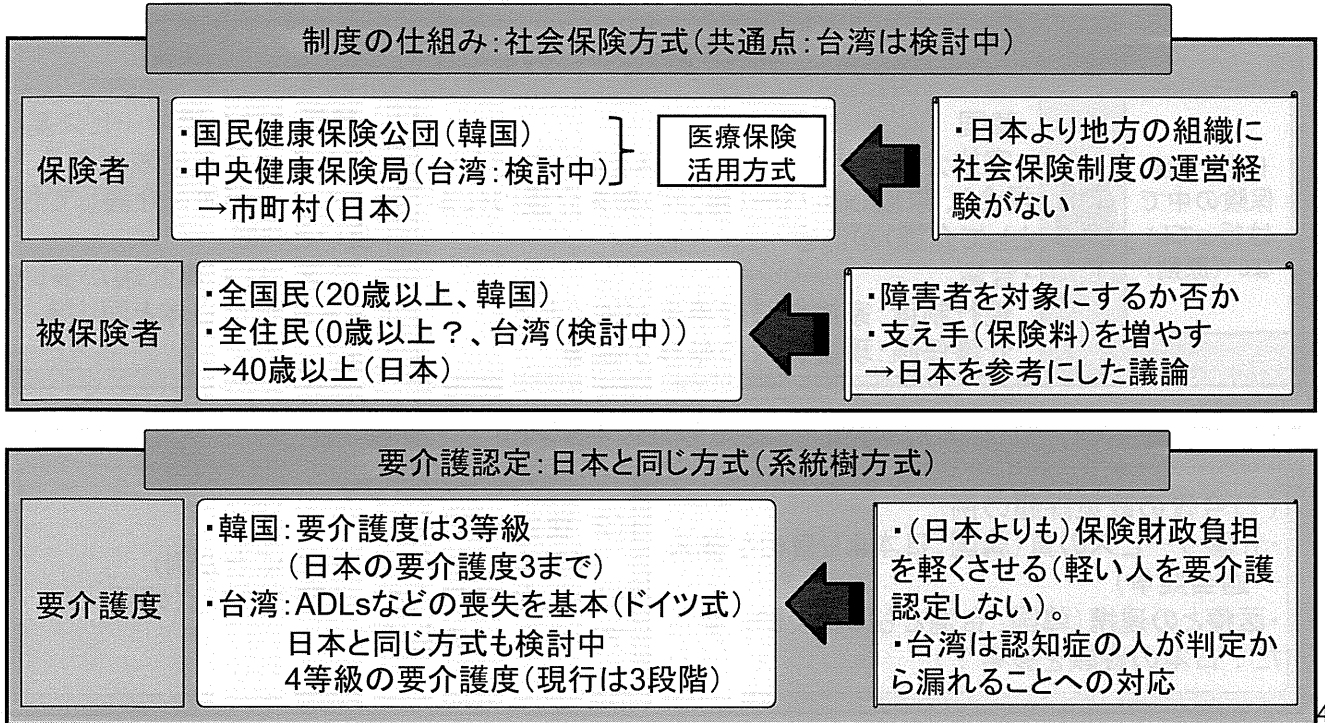 制度の仕組み:社会保険方式(共通点:台湾は検討中)
保険者
・国民健康保険公団(韓国)
・中央健康保険局(台湾:検討中)
→市町村(日本)
医療保険
活用方式
・日本より地方の組織に
社会保険制度の運営経
験がない
被保険者
・全国民(20歳以上、韓国)
・全住民(0歳以上?、台湾(検討中))
→40歳以上(日本)
・障害者を対象にするか否か
・支え手(保険料)を増やす
→日本を参考にした議論
要介護認定:日本と同じ方式(系統樹方式)
要介護度
・韓国:要介護度は3等級
(日本の要介護度3まで)
・台湾:ADLsなどの喪失を基本(ドイツ式)
日本と同じ方式も検討中
4等級の要介護度(現行は3段階)
・(日本よりも)保険財政負担
を軽くさせる(軽い人を要介護
認定しない)。
・台湾は認知症の人が判定か
ら漏れることへの対応
4